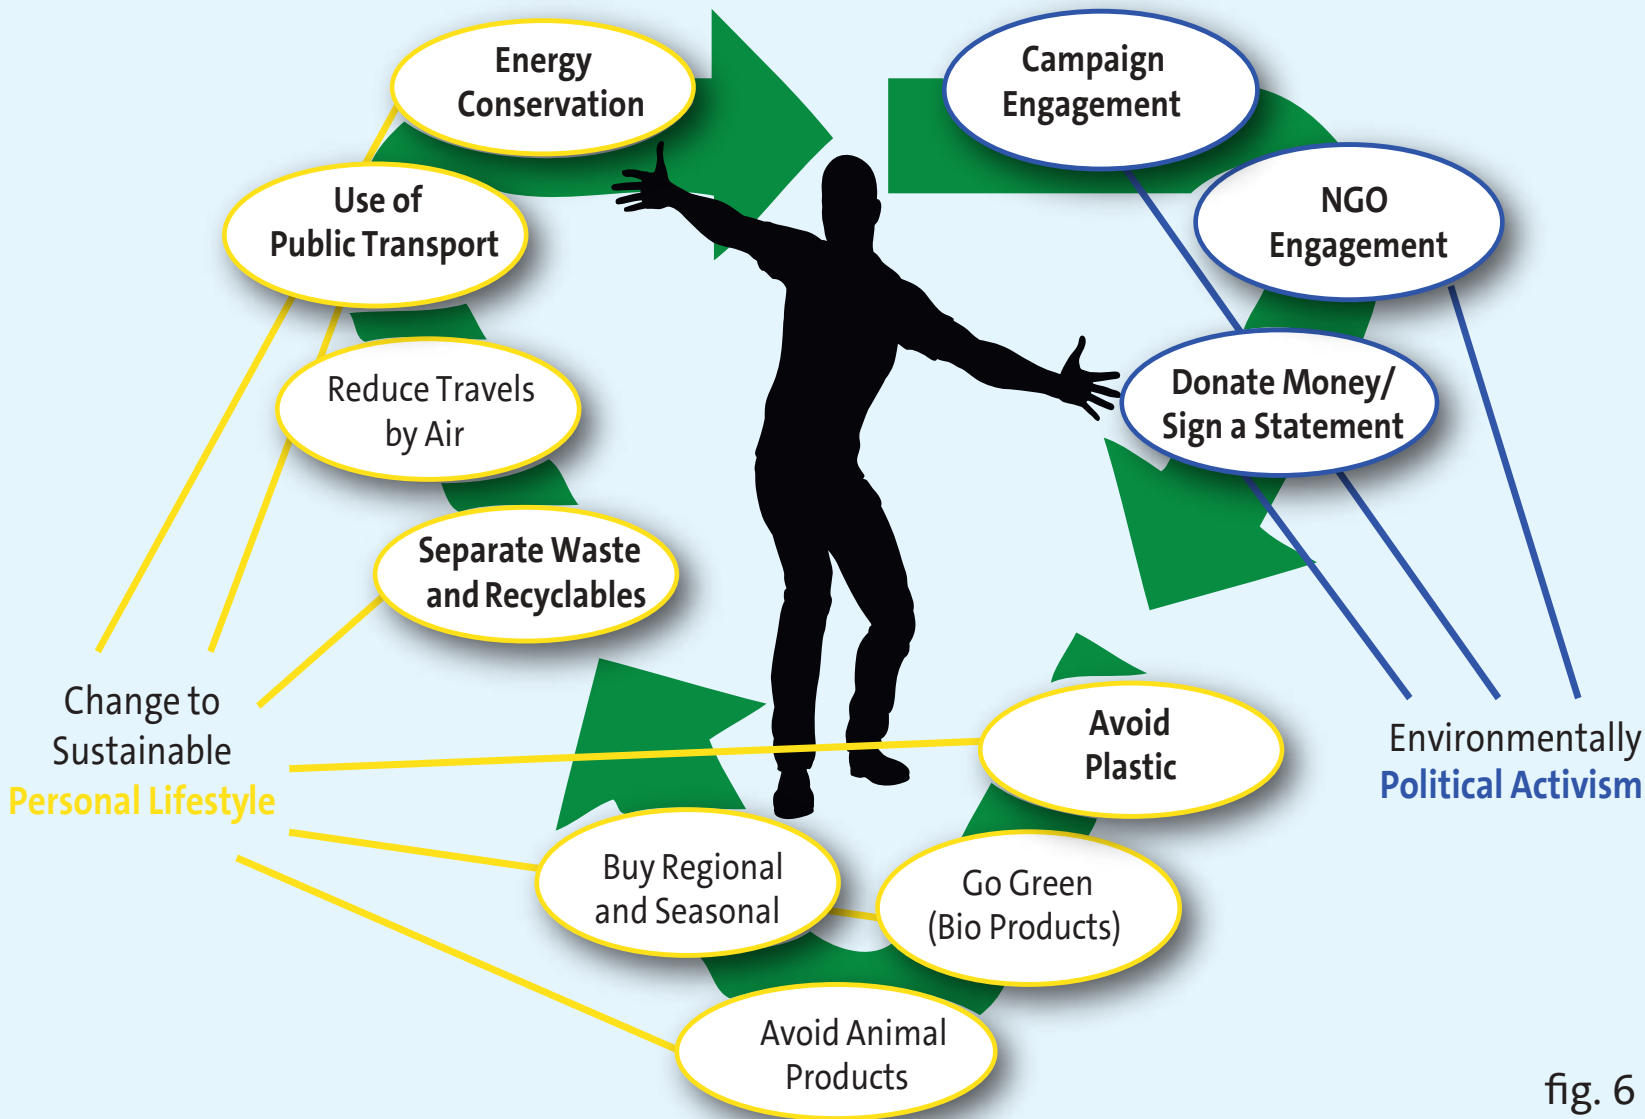 Energy
Conservation
Campaign
Engagement
Use of
Public Transport
NGO
Engagement
Reduce Travels
by Air
Donate Money/
Sign a Statement
Separate Waste
and Recyclables
Change to
Sustainable
Personal Lifestyle
Avoid
Plastic
Environmentally
Political Activism
Buy Regional
and Seasonal
Go Green
(Bio Products)
Avoid Animal
Products
fig. 6